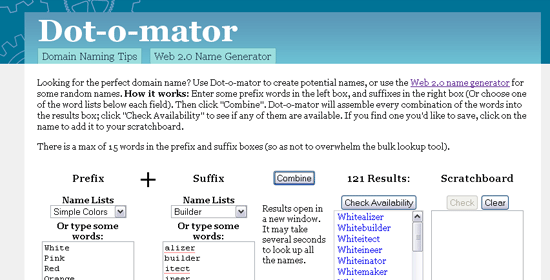 Dot-o-mator
Domain Naming Tips Web 2.0 Name Generator
Looking for the perfect domain name? Use Dot-o-mator to create potential names, or use the Web 2.0 name generator for
some random names. How it works: Enter some prefix words in the left box, and suffixes in the right box (Or choose one
of the word lists below each field). Then click "Combine". Dot-o-mator will assemble every combination of the words into
the results box; click "Check Availability" to see if any of them are available. If you find one you'd like to save, click on the
name to add it to your scratchboard.
There is a max of 15 words in the prefix and suffix boxes (so as not to overwhelm the bulk lookup tool).
Prefix + Suffix Combine 121 Results: Scratchboard
Name Lists Name Lists Check Availability Check Clear
Simple Colors Builder
Or type some words:
Or type some words:
Results open in a new window. It may take several seconds to look up all the names.
White
Pink
Red
Orange
alizer
builder
itect
ineer
Whitealizer
Whitebuilder
Whiteitect
Whiteineer
Whiteinator
Whitemaker